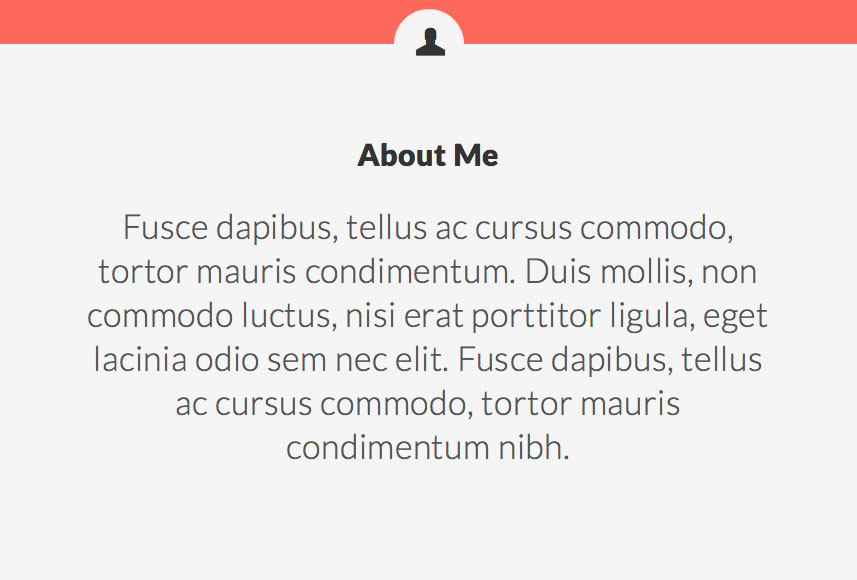 About Me
Fusce dapibus, tellus ac cursus commodo,
tortor mauris condimentum. Duis mollis, non
commodo luctus, nisi erat porttitor ligula, eget
lacinia odio sem nec elit. Fusce dapibus, tellus
ac cursus commodo, tortor mauris
condimentum nibh.